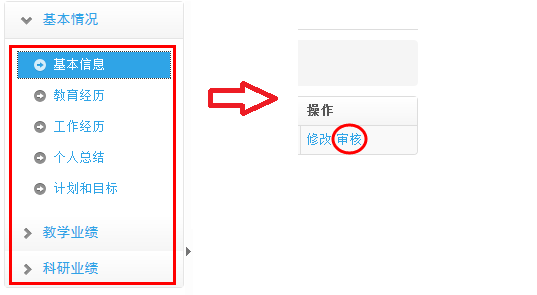 基本情况
基本信息
教育经历
工作经历
个人总结
计划和目标
教学业绩
科研业绩
操作
修改 审核